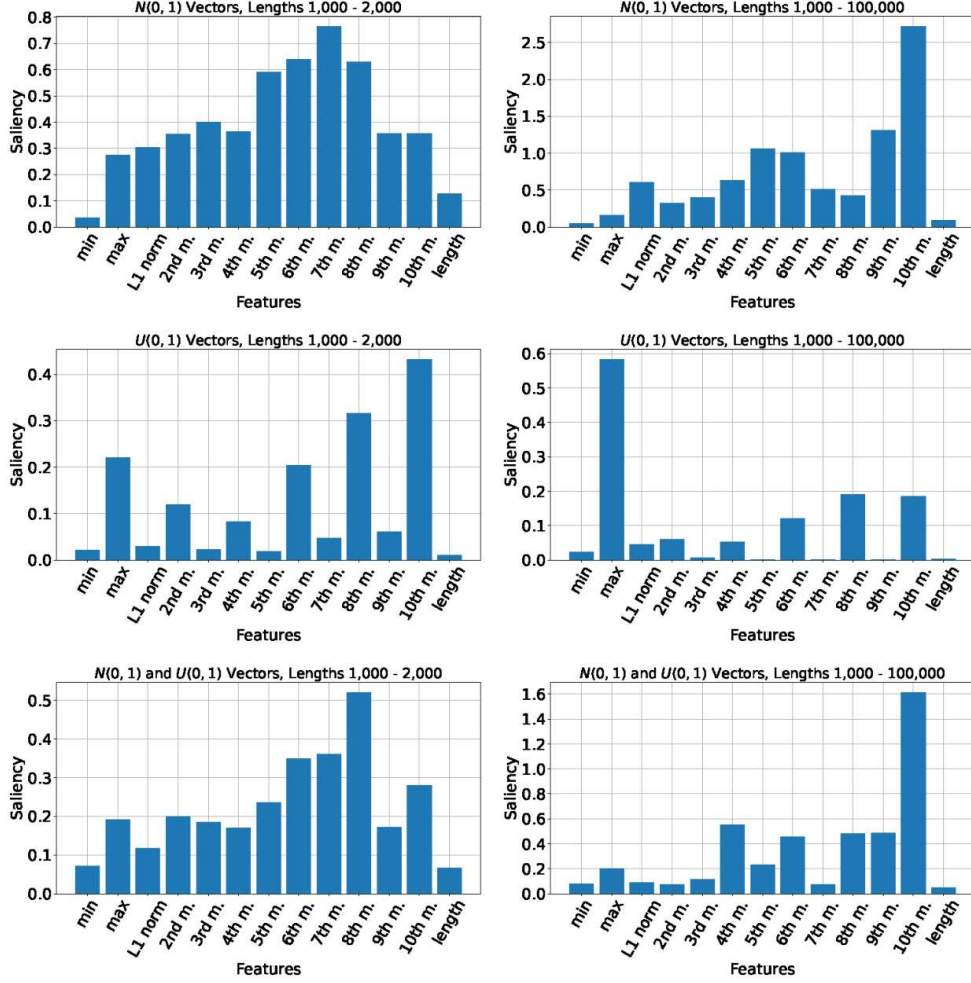 N(0, 1) Vectors, Lengths 1,000 - 2,000
Saliency
0.8
0.7
0.6
0.5
0.4
0.3
0.2
0.1
0.0
min
max
L1 norm
2nd m.
3rd m.
4th m.
5th m.
6th m.
7th m.
8th m.
9th m.
10th m.
length
Features
N(0, 1) Vectors, Lengths 1,000 - 100,000
Saliency
2.5
2.0
1.5
1.0
0.5
0.0
min
max
L1 norm
2nd m.
3rd m.
4th m.
5th m.
6th m.
7th m.
8th m.
9th m.
10th m.
length
Features
U(0, 1) Vectors, Lengths 1,000 - 2,000
Saliency
0.4
0.3
0.2
0.1
0.0
min
max
L1 norm
2nd m.
3rd m.
4th m.
5th m.
6th m.
7th m.
8th m.
9th m.
10th m.
length
Features
U(0, 1) Vectors, Lengths 1,000 - 100,000
Saliency
0.6
0.5
0.4
0.3
0.2
0.1
0.0
min
max
L1 norm
2nd m.
3rd m.
4th m.
5th m.
6th m.
7th m.
8th m.
9th m.
10th m.
length
Features
N(0, 1) and U(0, 1) Vectors, Lengths 1,000 - 2,000
Saliency
0.5
0.4
0.3
0.2
0.1
0.0
min
max
L1 norm
2nd m.
3rd m.
4th m.
5th m.
6th m.
7th m.
8th m.
9th m.
10th m.
length
Features
N(0, 1) and U(0, 1) Vectors, Lengths 1,000 - 100,000
Saliency
1.6
1.4
1.2
1.0
0.8
0.6
0.4
0.2
0.0
min
max
L1 norm
2nd m.
3rd m.
4th m.
5th m.
6th m.
7th m.
8th m.
9th m.
10th m.
length
Features